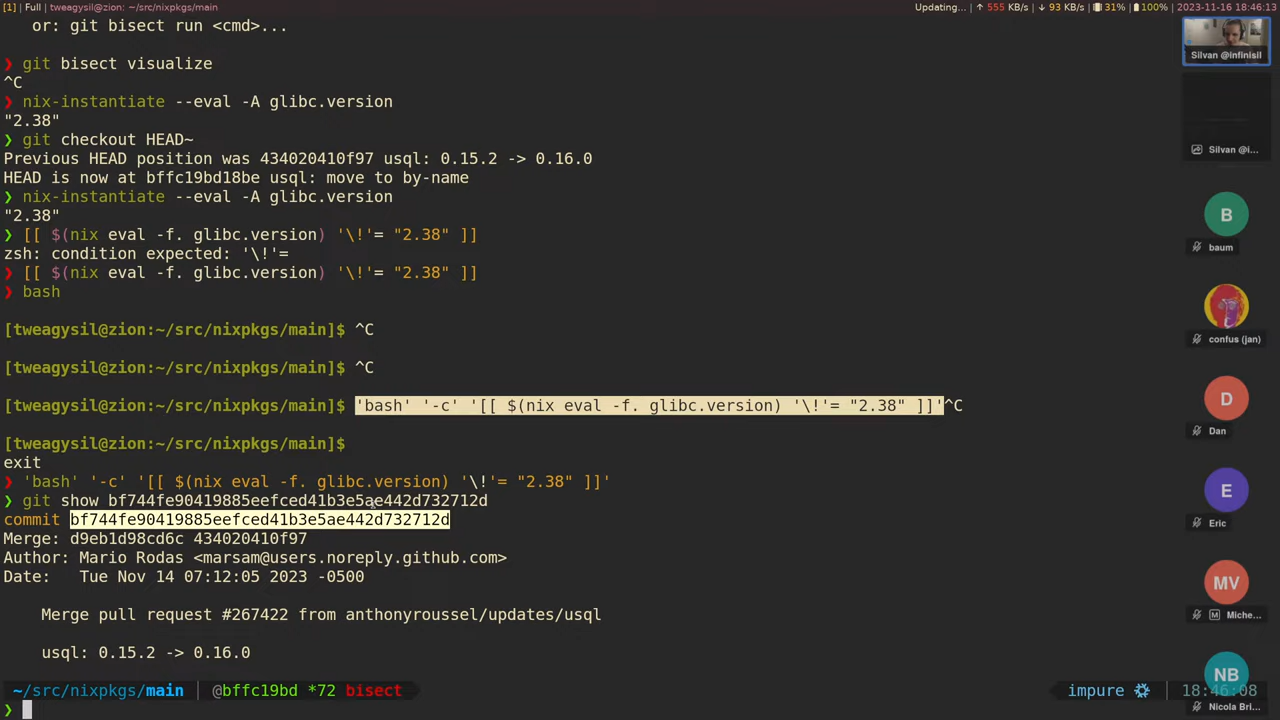 [1] | Full | tweagysil@zion:~/src/nixpkgs/main
Updating... | ↑ 555 KB/s | ↓ 93 KB/s | 31% | 100% | 2023-11-16 18:46:13
or: git bisect run <cmd>...
❯ git bisect visualize
^C
❯ nix-instantiate --eval -A glibc.version
"2.38"
❯ git checkout HEAD~
Previous HEAD position was 434020410f97 usql: 0.15.2 -> 0.16.0
HEAD is now at bffc19bd18be usql: move to by-name
❯ nix-instantiate --eval -A glibc.version
"2.38"
❯ [[ $(nix eval -f. glibc.version) '\!'= "2.38" ]]
zsh: condition expected: '\!'=
❯ [[ $(nix eval -f. glibc.version) '\!'= "2.38" ]]
❯ bash
[tweagysil@zion:~/src/nixpkgs/main]$ ^C
[tweagysil@zion:~/src/nixpkgs/main]$ ^C
[tweagysil@zion:~/src/nixpkgs/main]$ 'bash' '-c' '[[ $(nix eval -f. glibc.version) '\!'= "2.38" ]]'^C
[tweagysil@zion:~/src/nixpkgs/main]$
exit
❯ 'bash' '-c' '[[ $(nix eval -f. glibc.version) '\!'= "2.38" ]]'
❯ git show bf744fe90419885eefced41b3e5ae442d732712d
commit bf744fe90419885eefced41b3e5ae442d732712d
Merge: d9eb1d98cd6c 434020410f97
Author: Mario Rodas <marsam@users.noreply.github.com>
Date:   Tue Nov 14 07:12:05 2023 -0500
Merge pull request #267422 from anthonyroussel/updates/usql
usql: 0.15.2 -> 0.16.0
~/src/nixpkgs/main | @bffc19bd *72 bisect
impure
18:46:08
❯
Silvan @infinisil
Silvan @i...
B
baum
confus (jan)
D
Dan
E
Eric
MV
M Miche...
NB
Nicola Bri...